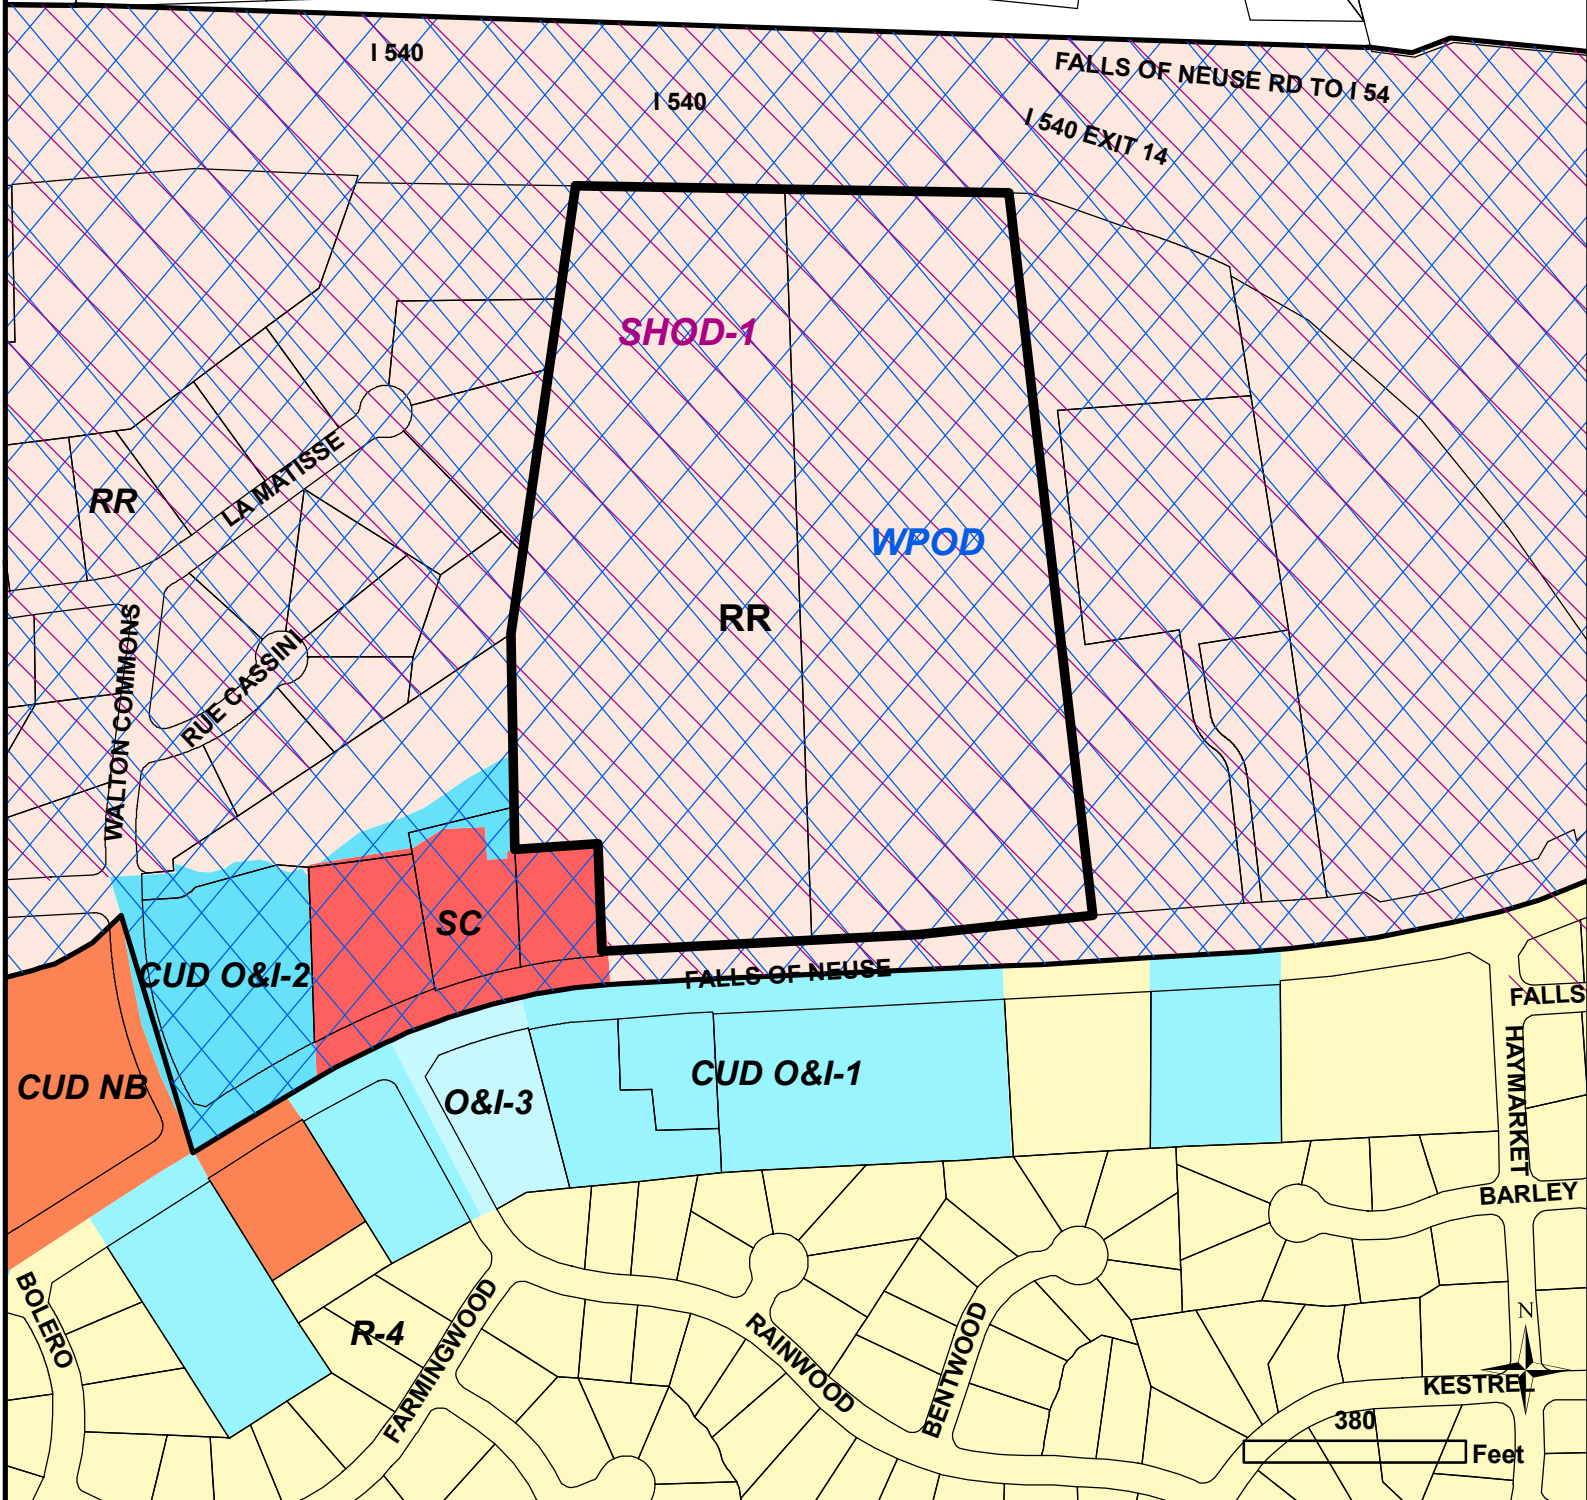 I 540
FALLS OF NEUSE RD TO I 54
I 540
I 540 EXIT 14
SHOD-1
LA MATISSE
RR
WPOD
RR
WALTON COMMONS
RUE CASSINI
SC
CUD O&I-2
FALLS OF NEUSE
FALLS
HAYMARKET
CUD NB
O&I-3
CUD O&I-1
BARLEY
BOLERO
R-4
FARMINGWOOD
RAINWOOD
BENTWOOD
N
KESTREL
380
Feet